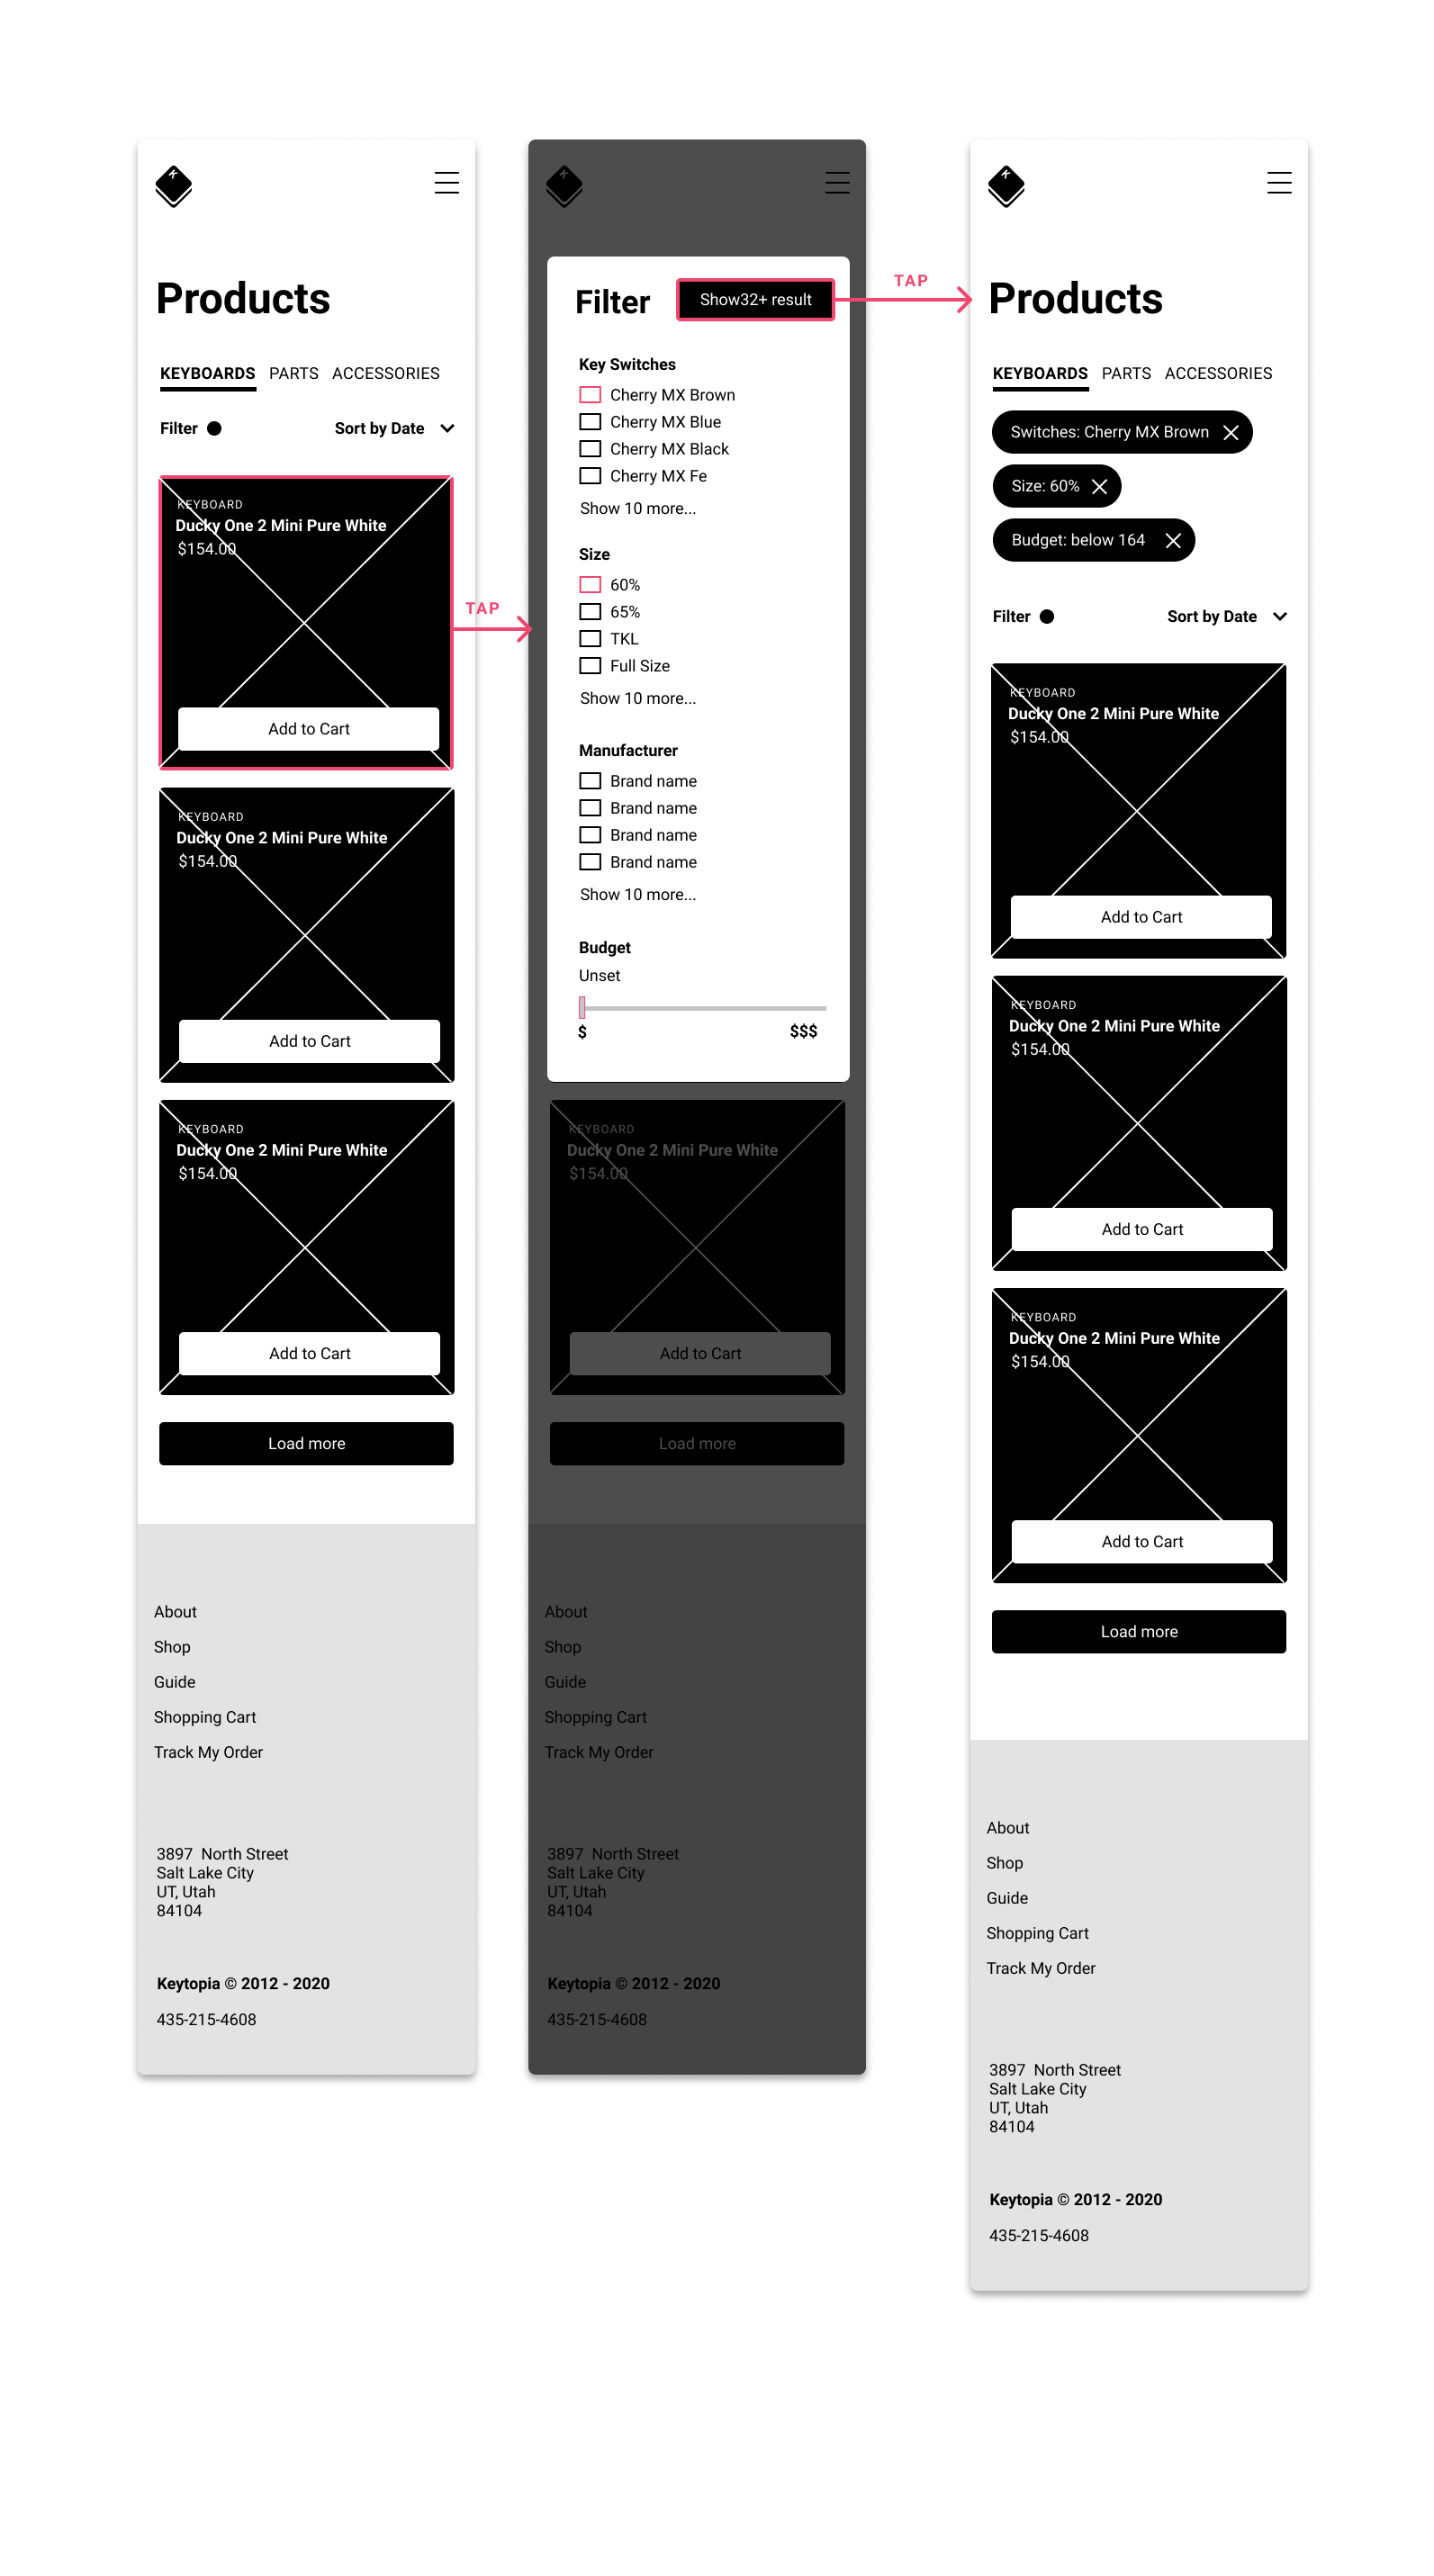 K
Products
KEYBOARDS PARTS ACCESSORIES
Filter Sort by Date
KEYBOARD
Ducky One 2 Mini Pure White
$154.00
Add to Cart
KEYBOARD
Ducky One 2 Mini Pure White
$154.00
Add to Cart
KEYBOARD
Ducky One 2 Mini Pure White
$154.00
Add to Cart
Load more
About
Shop
Guide
Shopping Cart
Track My Order
3897 North Street
Salt Lake City
UT, Utah
84104
Keytopia © 2012 - 2020
435-215-4608
TAP
Filter Show32+ result
Key Switches
Cherry MX Brown
Cherry MX Blue
Cherry MX Black
Cherry MX Fe
Show 10 more...
Size
60%
65%
TKL
Full Size
Show 10 more...
Manufacturer
Brand name
Brand name
Brand name
Brand name
Show 10 more...
Budget
Unset
$ $$$
KEYBOARD
Ducky One 2 Mini Pure White
$154.00
Add to Cart
Load more
About
Shop
Guide
Shopping Cart
Track My Order
3897 North Street
Salt Lake City
UT, Utah
84104
Keytopia © 2012 - 2020
435-215-4608
TAP
K
Products
KEYBOARDS PARTS ACCESSORIES
Switches: Cherry MX Brown
Size: 60%
Budget: below 164
Filter Sort by Date
KEYBOARD
Ducky One 2 Mini Pure White
$154.00
Add to Cart
KEYBOARD
Ducky One 2 Mini Pure White
$154.00
Add to Cart
KEYBOARD
Ducky One 2 Mini Pure White
$154.00
Add to Cart
Load more
About
Shop
Guide
Shopping Cart
Track My Order
3897 North Street
Salt Lake City
UT, Utah
84104
Keytopia © 2012 - 2020
435-215-4608